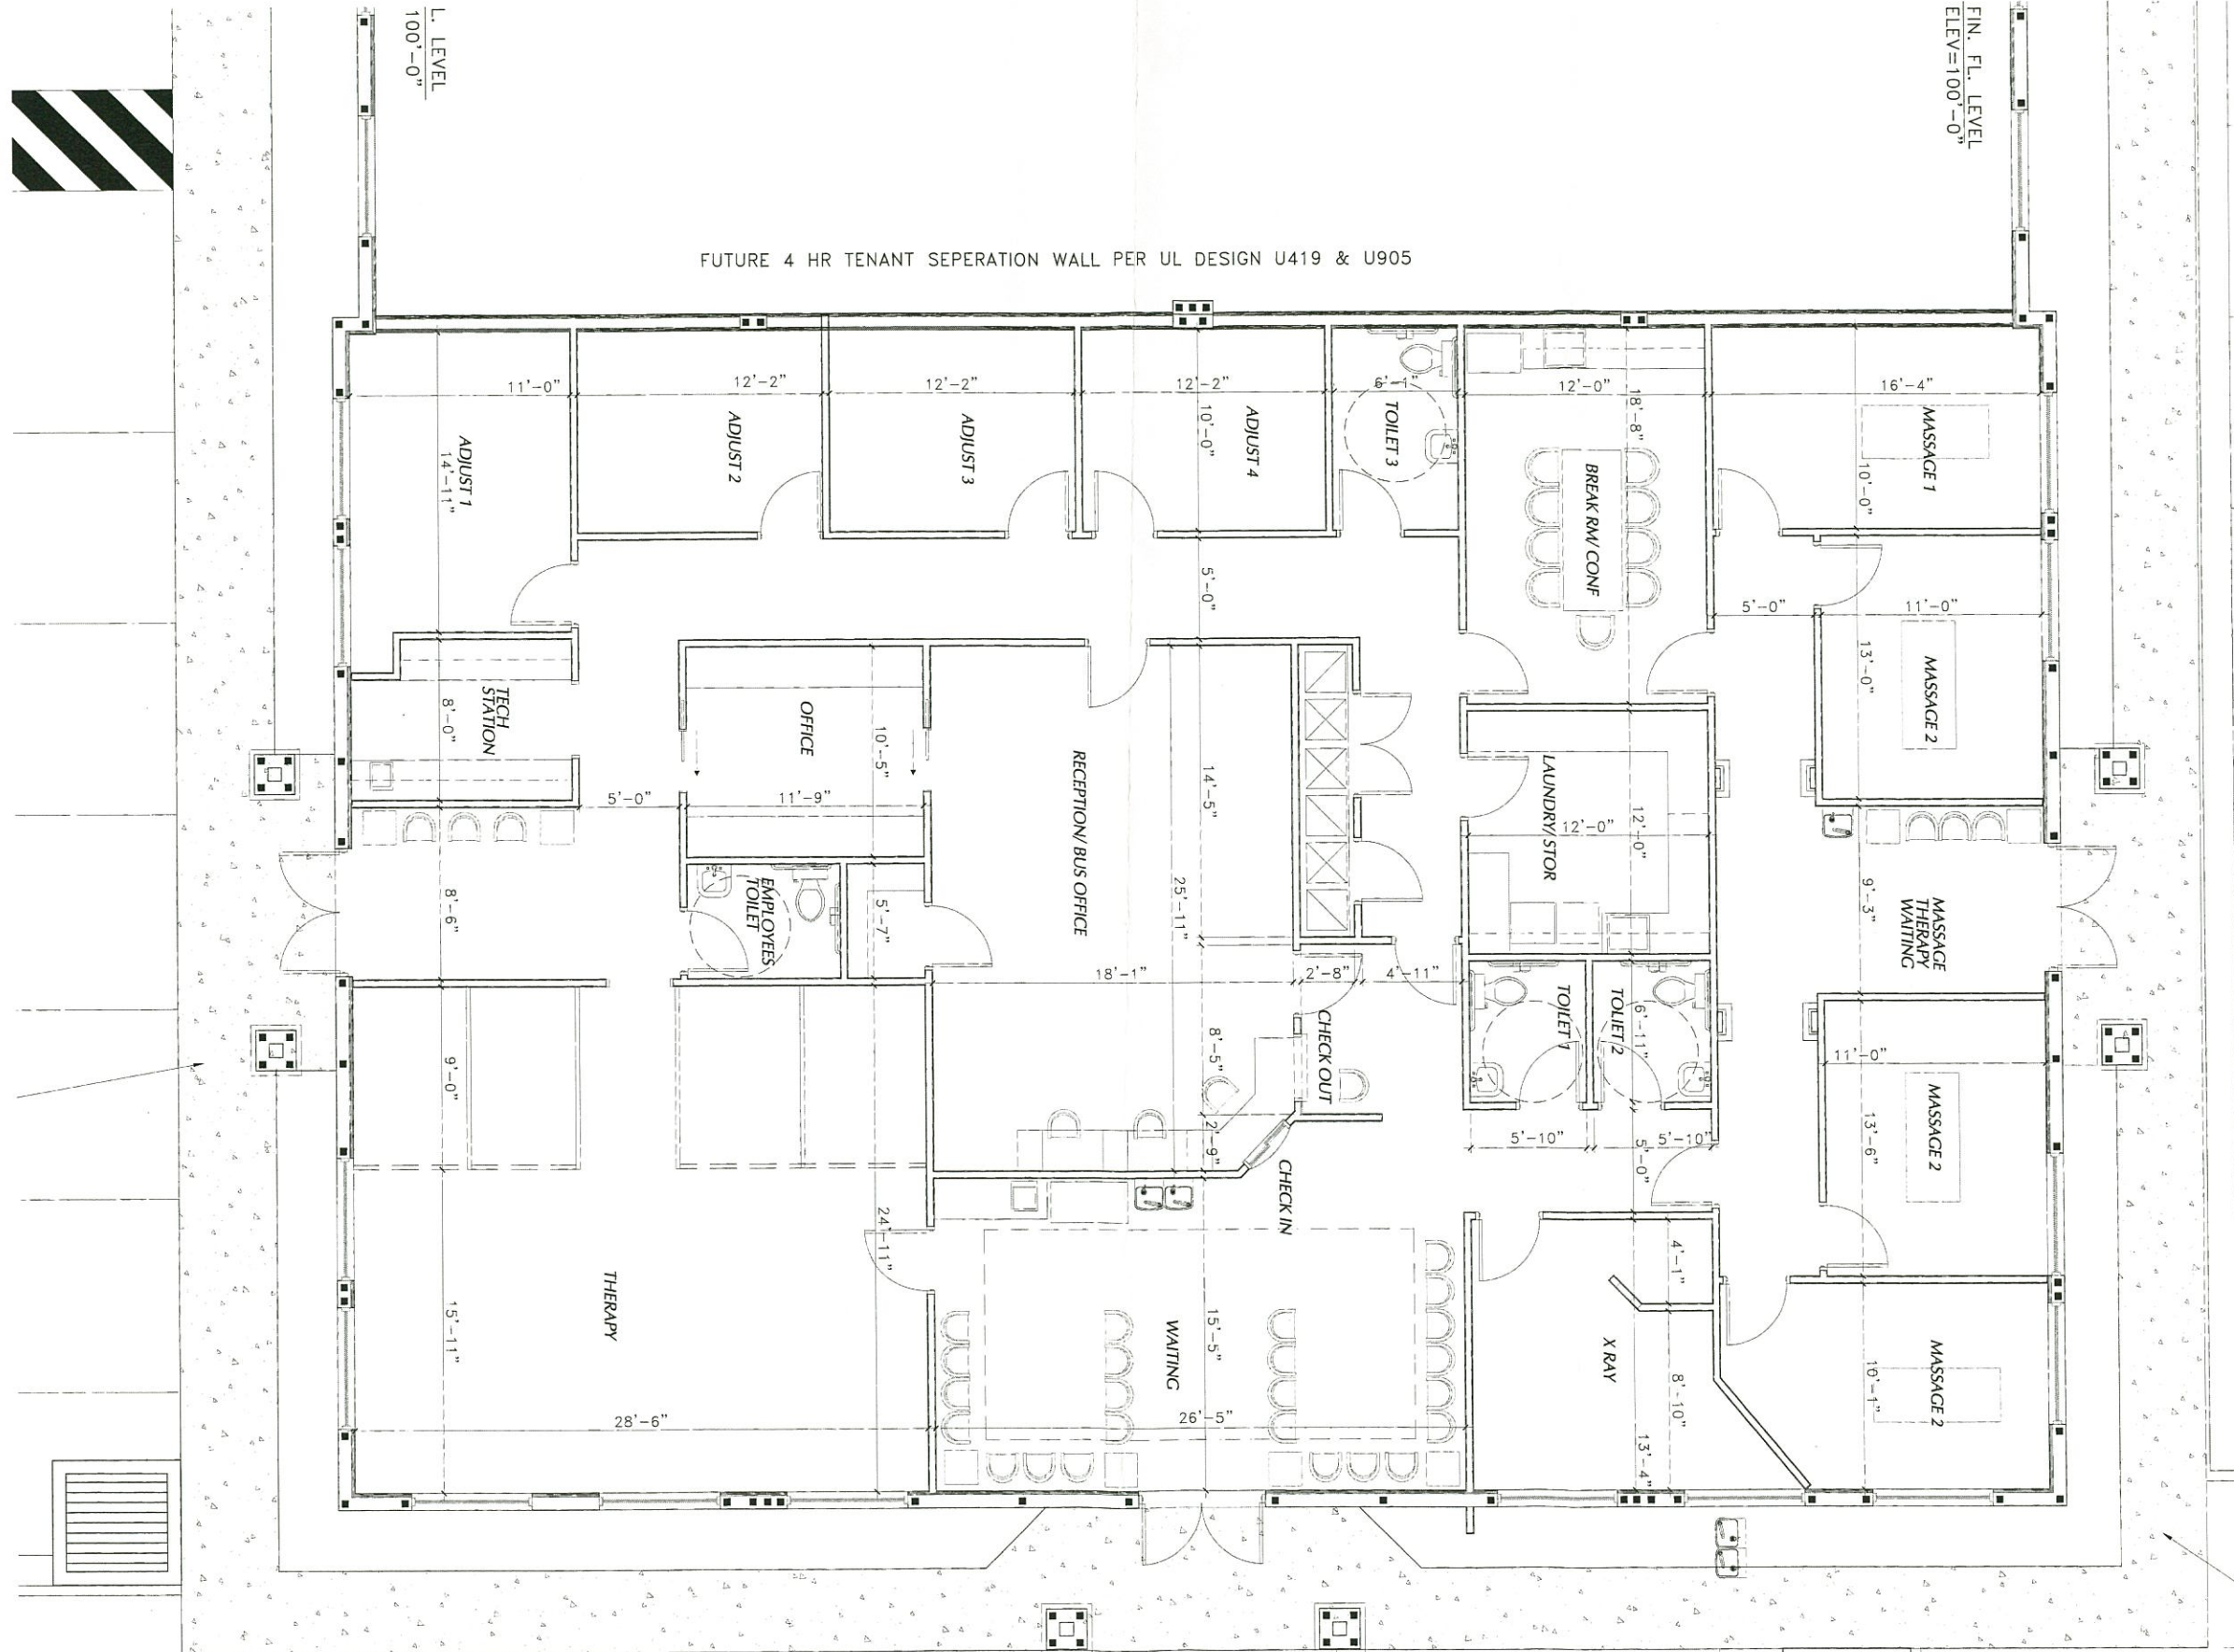 L. LEVEL
100'-0"
FIN. FL. LEVEL
ELEV=100'-0"
FUTURE 4 HR TENANT SEPERATION WALL PER UL DESIGN U419 & U905
11'-0"
12'-2"
12'-2"
12'-2"
6'-1"
12'-0"
16'-4"
ADJUST 1
14'-11"
ADJUST 2
ADJUST 3
ADJUST 4
10'-0"
TOILET 3
18'-8"
BREAK RM/ CONF
MASSAGE 1
10'-0"
5'-0"
5'-0"
11'-0"
MASSAGE 2
13'-0"
TECH
STATION
8'-0"
OFFICE
10'-5"
5'-0"
11'-9"
RECEPTION/ BUS OFFICE
14'-5"
25'-11"
LAUNDRY/ STOR
12'-0"
12'-0"
8'-6"
EMPLOYEES
TOILET
5'-7"
MASSAGE
THERAPY
WAITING
9'-3"
18'-1"
2'-8"
4'-11"
CHECK OUT
8'-5"
2'-9"
TOILET 1
TOLIET 2
6'-11"
11'-0"
MASSAGE 2
13'-6"
9'-0"
5'-10"
5'-10"
5'-0"
CHECK IN
24'-11"
THERAPY
15'-11"
WAITING
15'-5"
X RAY
4'-1"
8'-10"
13'-4"
MASSAGE 2
10'-1"
28'-6"
26'-5"